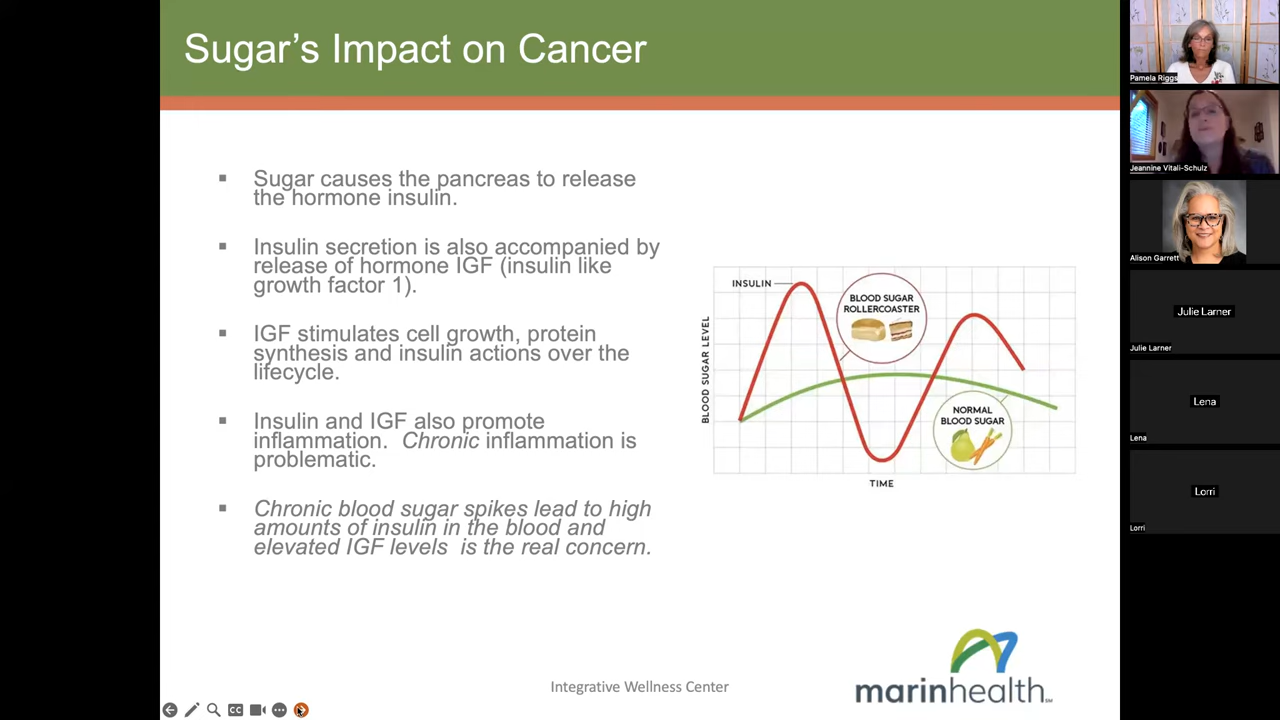 Sugar's Impact on Cancer
▪ Sugar causes the pancreas to release
the hormone insulin.
▪ Insulin secretion is also accompanied by
release of hormone IGF (insulin like
growth factor 1).
▪ IGF stimulates cell growth, protein
synthesis and insulin actions over the
lifecycle.
▪ Insulin and IGF also promote
inflammation.  Chronic inflammation is
problematic.
▪ Chronic blood sugar spikes lead to high
amounts of insulin in the blood and
elevated IGF levels  is the real concern.
BLOOD SUGAR LEVEL
INSULIN
BLOOD SUGAR
ROLLERCOASTER
NORMAL
BLOOD SUGAR
TIME
Integrative Wellness Center
marinhealth℠
CC
Pamela Riggs
Jeannine Vitali-Schulz
Alison Garrett
Julie Larner
Julie Larner
Lena
Lena
Lorri
Lorri